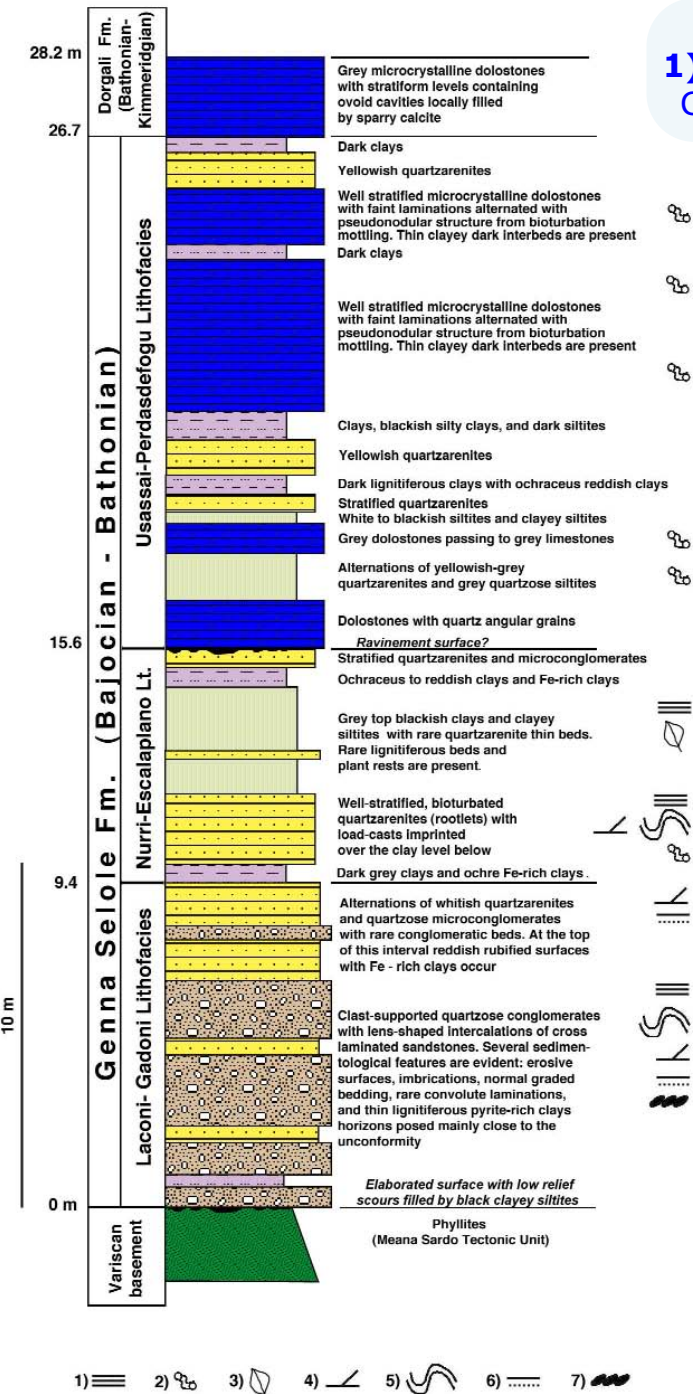 1)
28.2 m
26.7
15.6
9.4
0 m
10 m
Dorgali Fm.
(Bathonian-
Kimmeridgian)
Genna Selole Fm. (Bajocian - Bathonian)
Usassai-Perdasdefogu Lithofacies
Nurri-Escalaplano Lt.
Laconi- Gadoni Lithofacies
Variscan
basement
Grey microcrystalline dolostones
with stratiform levels containing
ovoid cavities locally filled
by sparry calcite
Dark clays
Yellowish quartzarenites
Well stratified microcrystalline dolostones
with faint laminations alternated with
pseudonodular structure from bioturbation
mottling. Thin clayey dark interbeds are present
Dark clays
Well stratified microcrystalline dolostones
with faint laminations alternated with
pseudonodular structure from bioturbation
mottling. Thin clayey dark interbeds are present
Clays, blackish silty clays, and dark siltites
Yellowish quartzarenites
Dark lignitiferous clays with ochraceus reddish clays
Stratified quartzarenites
White to blackish siltites and clayey siltites
Grey dolostones passing to grey limestones
Alternations of yellowish-grey
quartzarenites and grey quartzose siltites
Dolostones with quartz angular grains
Ravinement surface?
Stratified quartzarenites and microconglomerates
Ochraceus to reddish clays and Fe-rich clays
Grey top blackish clays and clayey
siltites with rare quartzarenite thin beds.
Rare lignitiferous beds and
plant rests are present.
Well-stratified, bioturbated
quartzarenites (rootlets) with
load-casts imprinted
over the clay level below
Dark grey clays and ochre Fe-rich clays.
Alternations of whitish quartzarenites
and quartzose microconglomerates
with rare conglomeratic beds. At the top
of this interval reddish rubified surfaces
with Fe - rich clays occur
Clast-supported quartzose conglomerates
with lens-shaped intercalations of cross
laminated sandstones. Several sedimen-
tological features are evident: erosive
surfaces, imbrications, normal graded
bedding, rare convolute laminations,
and thin lignitiferous pyrite-rich clays
horizons posed mainly close to the
unconformity
Elaborated surface with low relief
scours filled by black clayey siltites
Phyllites
(Meana Sardo Tectonic Unit)
1) 2) 3) 4) 5) 6) 7)